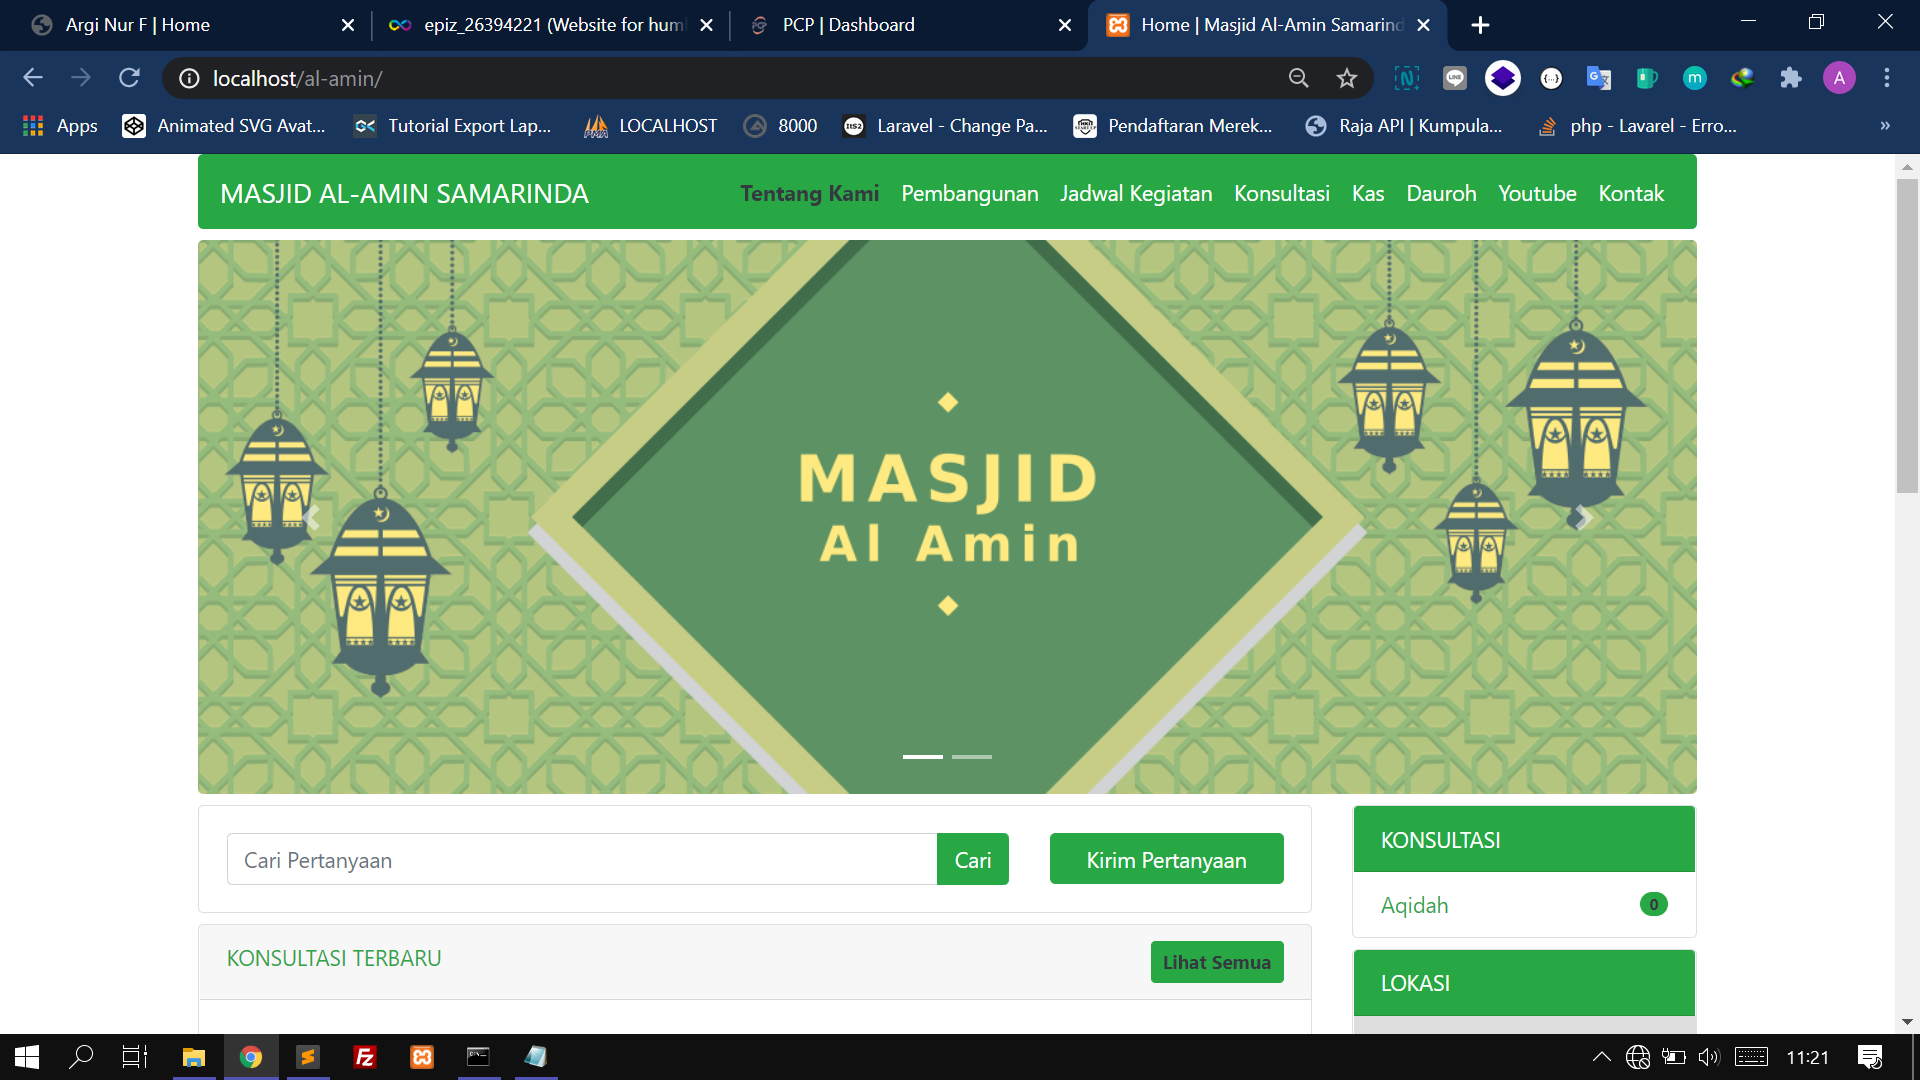 Argi Nur F | Home
epiz_26394221 (Website for hum
PCP | Dashboard
Home | Masjid Al-Amin Samarind
localhost/al-amin/
A
Apps
Animated SVG Avat...
Tutorial Export Lap...
LOCALHOST
8000
Laravel - Change Pa...
Pendaftaran Merek...
Raja API | Kumpula...
php - Lavarel - Erro...
MASJID AL-AMIN SAMARINDA
Tentang Kami
Pembangunan
Jadwal Kegiatan
Konsultasi
Kas
Dauroh
Youtube
Kontak
MASJID
Al Amin
Cari Pertanyaan
Cari
Kirim Pertanyaan
KONSULTASI
Aqidah
0
KONSULTASI TERBARU
Lihat Semua
LOKASI
11:21